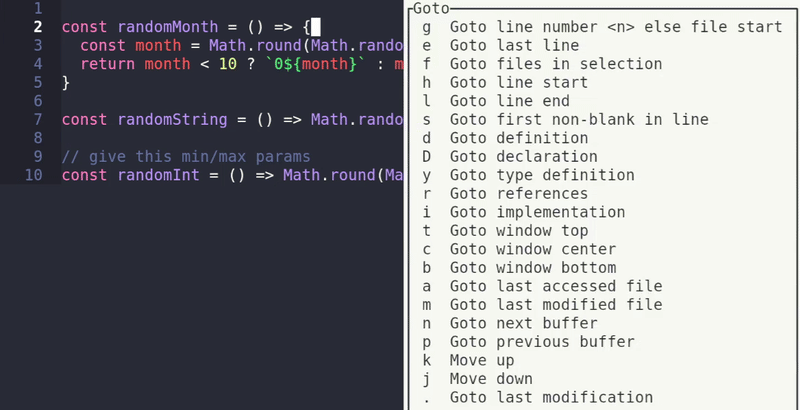 1
2 const randomMonth = () => {
3 const month = Math.round(Math.rando
4 return month < 10 ? `0${month}` : m
5 }
6
7 const randomString = () => Math.rando
8
9 // give this min/max params
10 const randomInt = () => Math.round(Ma
Goto
g Goto line number <n> else file start
e Goto last line
f Goto files in selection
h Goto line start
l Goto line end
s Goto first non-blank in line
d Goto definition
D Goto declaration
y Goto type definition
r Goto references
i Goto implementation
t Goto window top
c Goto window center
b Goto window bottom
a Goto last accessed file
m Goto last modified file
n Goto next buffer
p Goto previous buffer
k Move up
j Move down
. Goto last modification